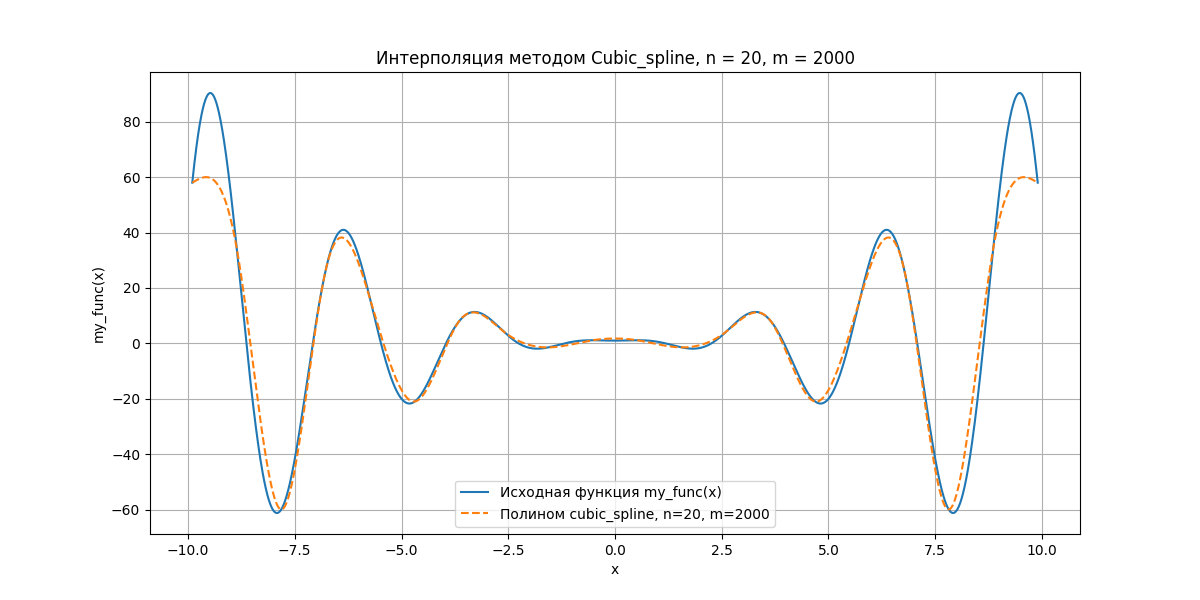 Интерполяция методом Cubic_spline, n = 20, m = 2000
my_func(x)
80
60
40
20
0
−20
−40
−60
Исходная функция my_func(x)
Полином cubic_spline, n=20, m=2000
−10.0 −7.5 −5.0 −2.5 0.0 2.5 5.0 7.5 10.0
x